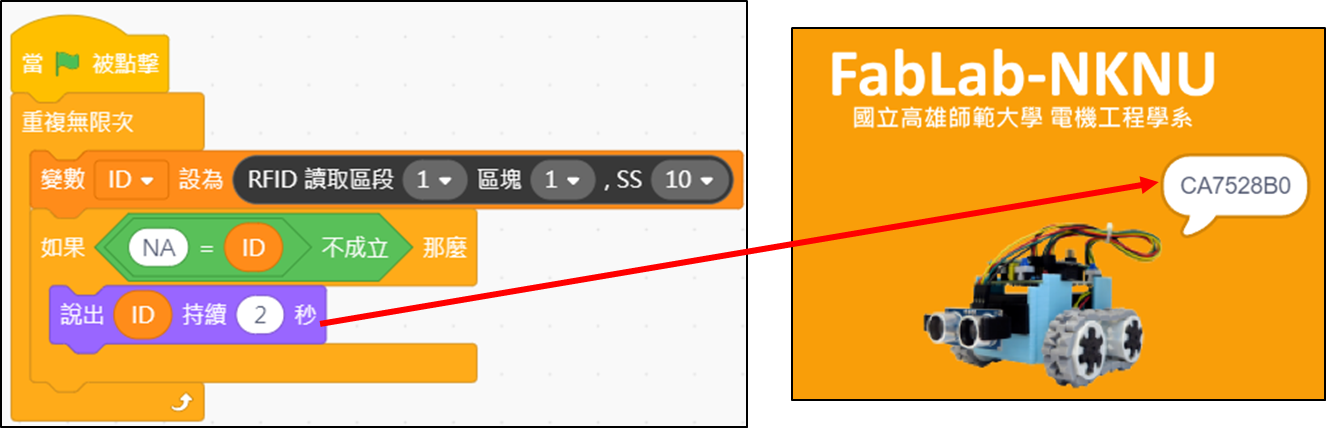 當 被點擊
重複無限次
變數 ID 設為 RFID 讀取區段 1 區塊 1 , SS 10
如果 NA = ID 不成立 那麼
說出 ID 持續 2 秒
FabLab-NKNU
國立高雄師範大學 電機工程學系
CA7528B0